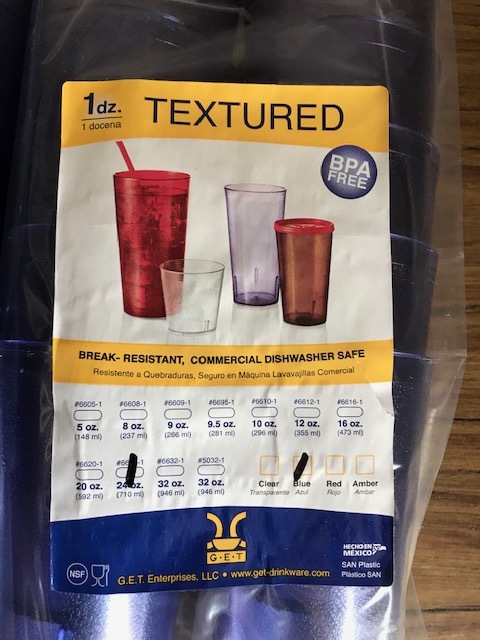 1dz.
1 docena
TEXTURED
BPA
FREE
BREAK- RESISTANT, COMMERCIAL DISHWASHER SAFE
Resistente a Quebraduras, Seguro en Máquina Lavavajillas Comercial
#6605-1 #6608-1 #6609-1 #6695-1 #6610-1 #6612-1 #6616-1
5 oz. 8 oz. 9 oz. 9.5 oz. 10 oz. 12 oz. 16 oz.
(148 ml) (237 ml) (266 ml) (281 ml) (296 ml) (355 ml) (473 ml)
#6620-1 #6632-1 #5032-1
20 oz. 24 oz. 32 oz. 32 oz. Clear Blue Red Amber
(592 ml) (710 ml) (946 ml) (946 ml) Transparente Azul Rojo Ambar
G.E.T
HECHO EN
MÉXICO
SAN Plastic
Plástico SAN
NSF
G.E.T. Enterprises, LLC • www.get-drinkware.com